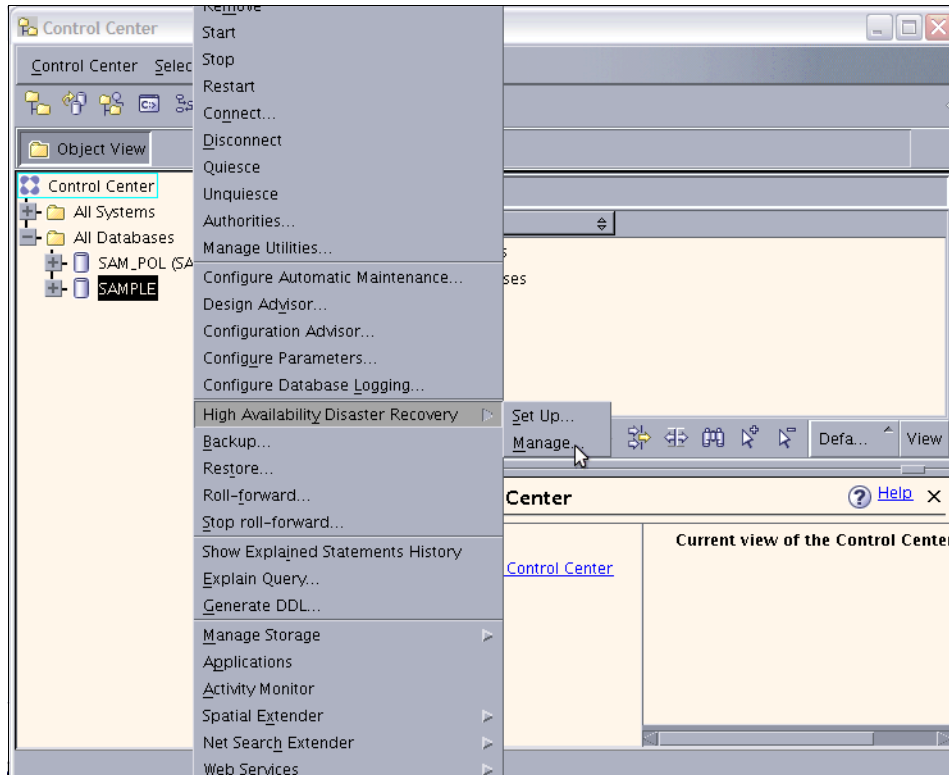 Control Center
Control Center Selec
Object View
Control Center
All Systems
All Databases
SAM_POL (SA
SAMPLE
Remove
Start
Stop
Restart
Connect...
Disconnect
Quiesce
Unquiesce
Authorities...
Manage Utilities...
Configure Automatic Maintenance...
Design Advisor...
Configuration Advisor...
Configure Parameters...
Configure Database Logging...
High Availability Disaster Recovery
Backup...
Restore...
Roll-forward...
Stop roll-forward...
Show Explained Statements History
Explain Query...
Generate DDL...
Manage Storage
Applications
Activity Monitor
Spatial Extender
Net Search Extender
Web Services
Set Up...
Manage...
ses
Defa...
View
Center
Help
Control Center
Current view of the Control Center